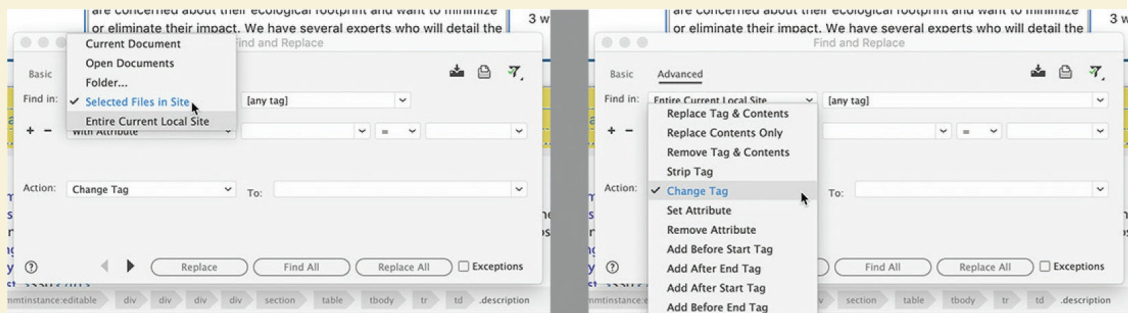 are concerned about their ecological footprint and want to minimize
or eliminate their impact. We have several experts who will detail the
3 w
Find and Replace
Current Document
Open Documents
Folder...
✓ Selected Files in Site
Entire Current Local Site
Basic
Find in:
[any tag]
+ - With Attribute
=
Action: Change Tag
To:
Replace
Find All
Replace All
Exceptions
mmtinstance:editable div div div div section table tbody tr td .description
are concerned about their ecological footprint and want to minimize
or eliminate their impact. We have several experts who will detail the
3 w
Find and Replace
Basic Advanced
Find in: Entire Current Local Site [any tag]
+ -
=
Replace Tag & Contents
Replace Contents Only
Remove Tag & Contents
Strip Tag
Action: ✓ Change Tag
To:
Set Attribute
Remove Attribute
Add Before Start Tag
Add After End Tag
Add After Start Tag
Add Before End Tag
Find All
Replace All
Exceptions
mmtinstance:editable div section table tbody tr td .description